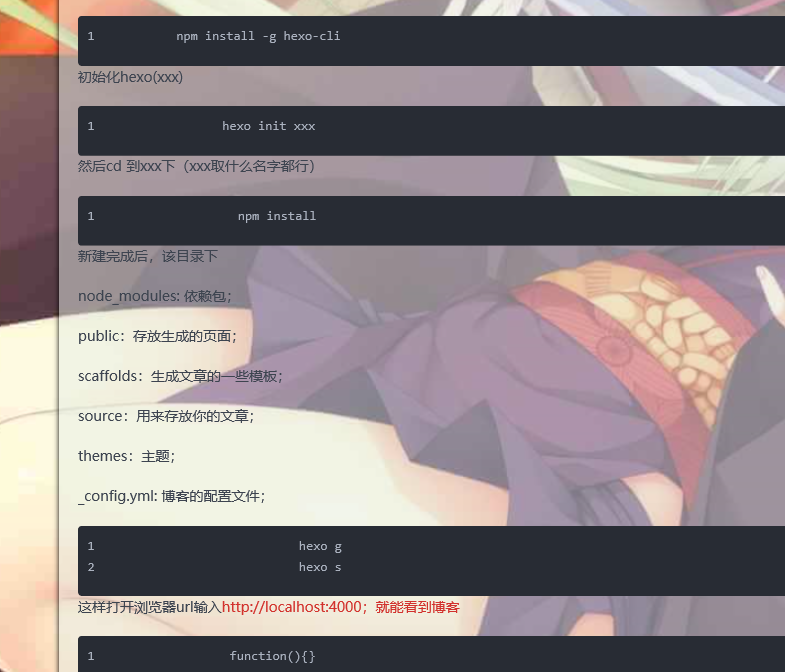 1 npm install -g hexo-cli
初始化hexo(xxx)
1 hexo init xxx
然后cd 到xxx下（xxx取什么名字都行）
1 npm install
新建完成后，该目录下
node_modules: 依赖包；
public：存放生成的页面；
scaffolds：生成文章的一些模板；
source：用来存放你的文章；
themes：主题；
_config.yml: 博客的配置文件；
1 hexo g
2 hexo s
这样打开浏览器url输入http://localhost:4000；就能看到博客
1 function(){}